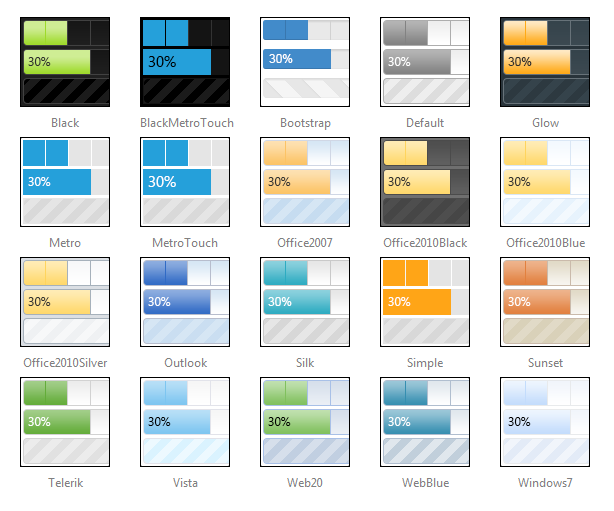 30% 30% 30% 30% 30%
Black BlackMetroTouch Bootstrap Default Glow
30% 30% 30% 30% 30%
Metro MetroTouch Office2007 Office2010Black Office2010Blue
30% 30% 30% 30% 30%
Office2010Silver Outlook Silk Simple Sunset
30% 30% 30% 30% 30%
Telerik Vista Web20 WebBlue Windows7